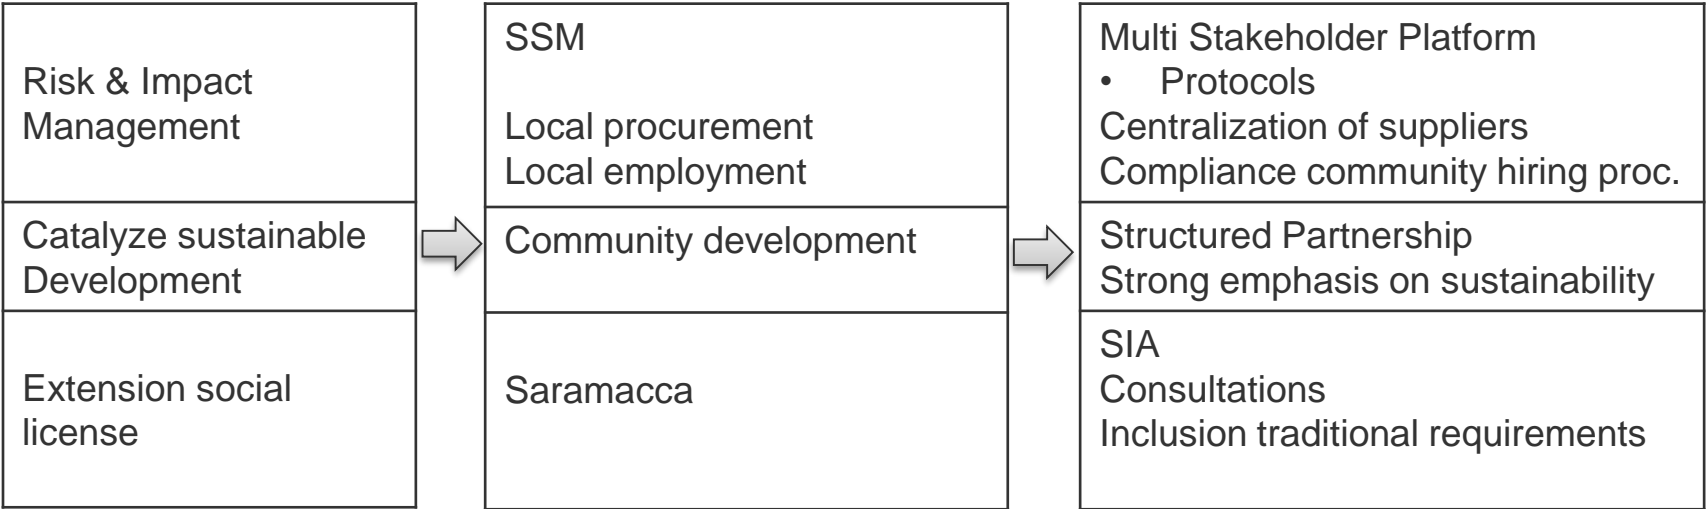 Risk & Impact
Management
Catalyze sustainable
Development
Extension social
license
SSM
Local procurement
Local employment
Community development
Saramacca
Multi Stakeholder Platform
• Protocols
Centralization of suppliers
Compliance community hiring proc.
Structured Partnership
Strong emphasis on sustainability
SIA
Consultations
Inclusion traditional requirements